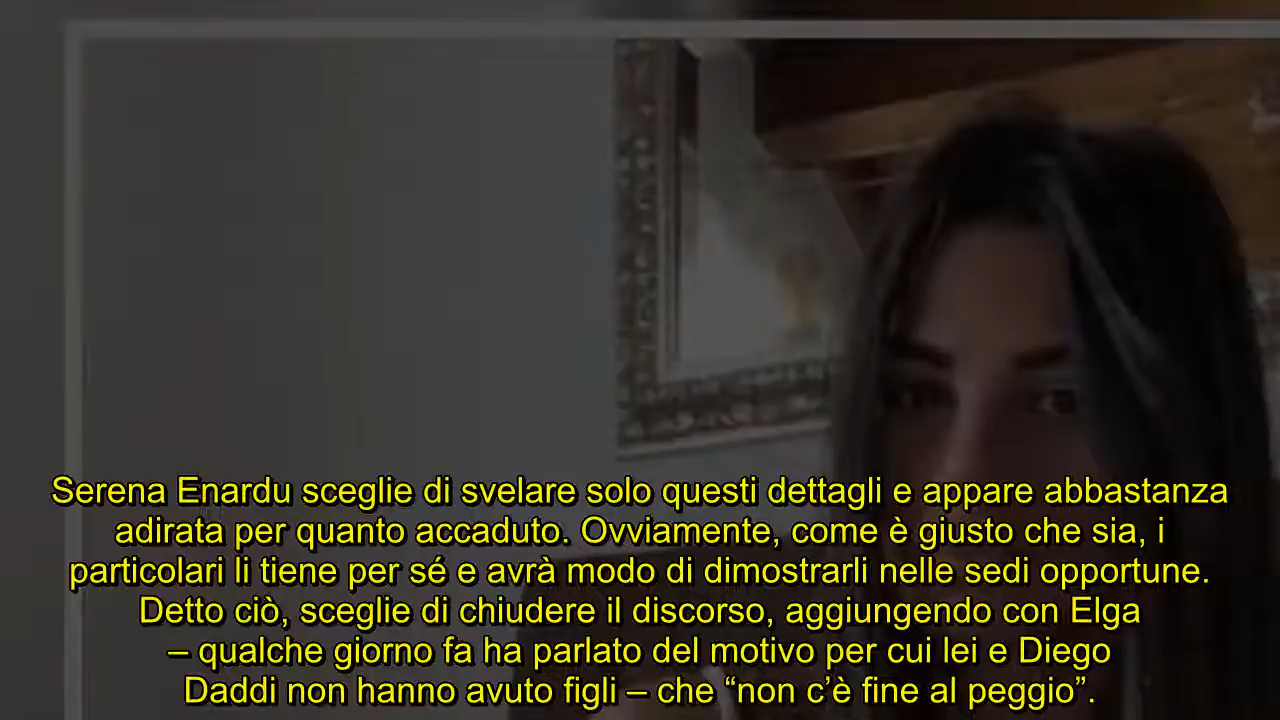 Serena Enardu sceglie di svelare solo questi dettagli e appare abbastanza
adirata per quanto accaduto. Ovviamente, come è giusto che sia, i
particolari li tiene per sé e avrà modo di dimostrarli nelle sedi opportune.
Detto ciò, sceglie di chiudere il discorso, aggiungendo con Elga
– qualche giorno fa ha parlato del motivo per cui lei e Diego
Daddi non hanno avuto figli – che “non c’è fine al peggio”.